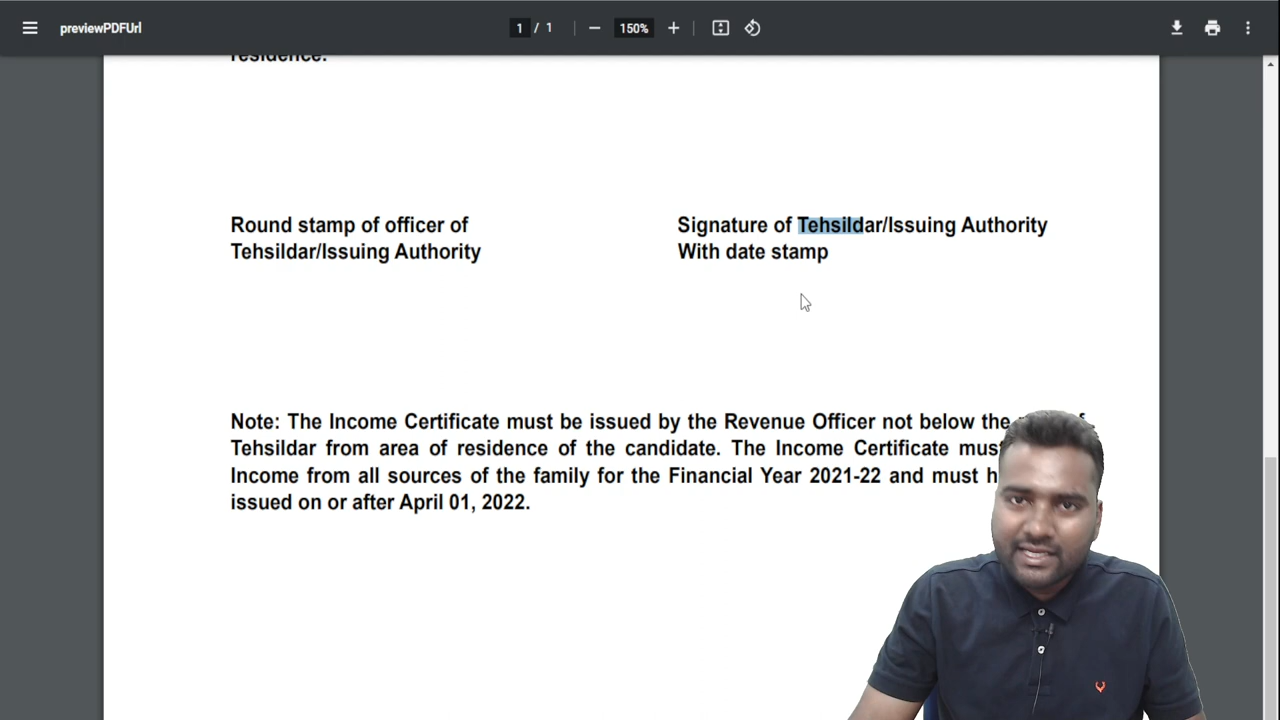 previewPDFUrl
1 / 1
150%
residence.
Round stamp of officer of
Tehsildar/Issuing Authority
Signature of Tehsildar/Issuing Authority
With date stamp
Note: The Income Certificate must be issued by the Revenue Officer not below the
Tehsildar from area of residence of the candidate. The Income Certificate must
Income from all sources of the family for the Financial Year 2021-22 and must
issued on or after April 01, 2022.